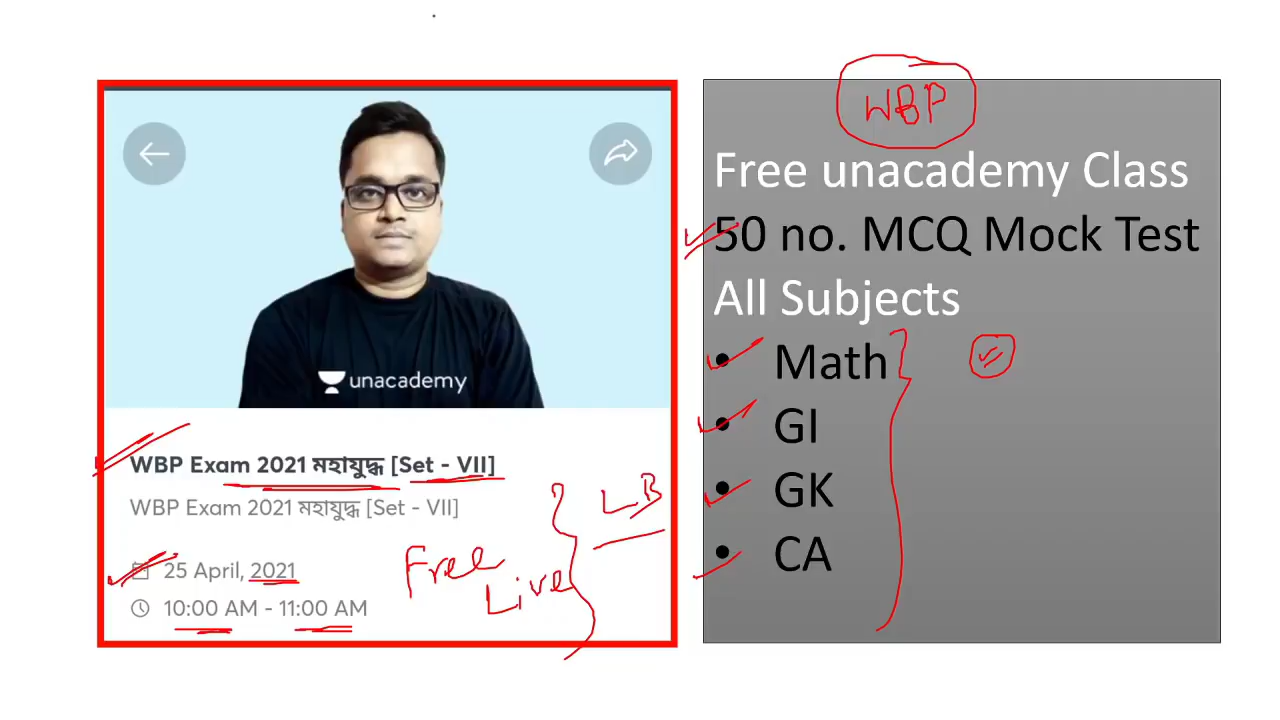 unacademy
WBP Exam 2021 মহাযুদ্ধ [Set - VII]
WBP Exam 2021 মহাযুদ্ধ [Set - VII]
25 April, 2021
10:00 AM - 11:00 AM
Free
Live
LB
WBP
Free unacademy Class
50 no. MCQ Mock Test
All Subjects
• Math
• GI
• GK
• CA